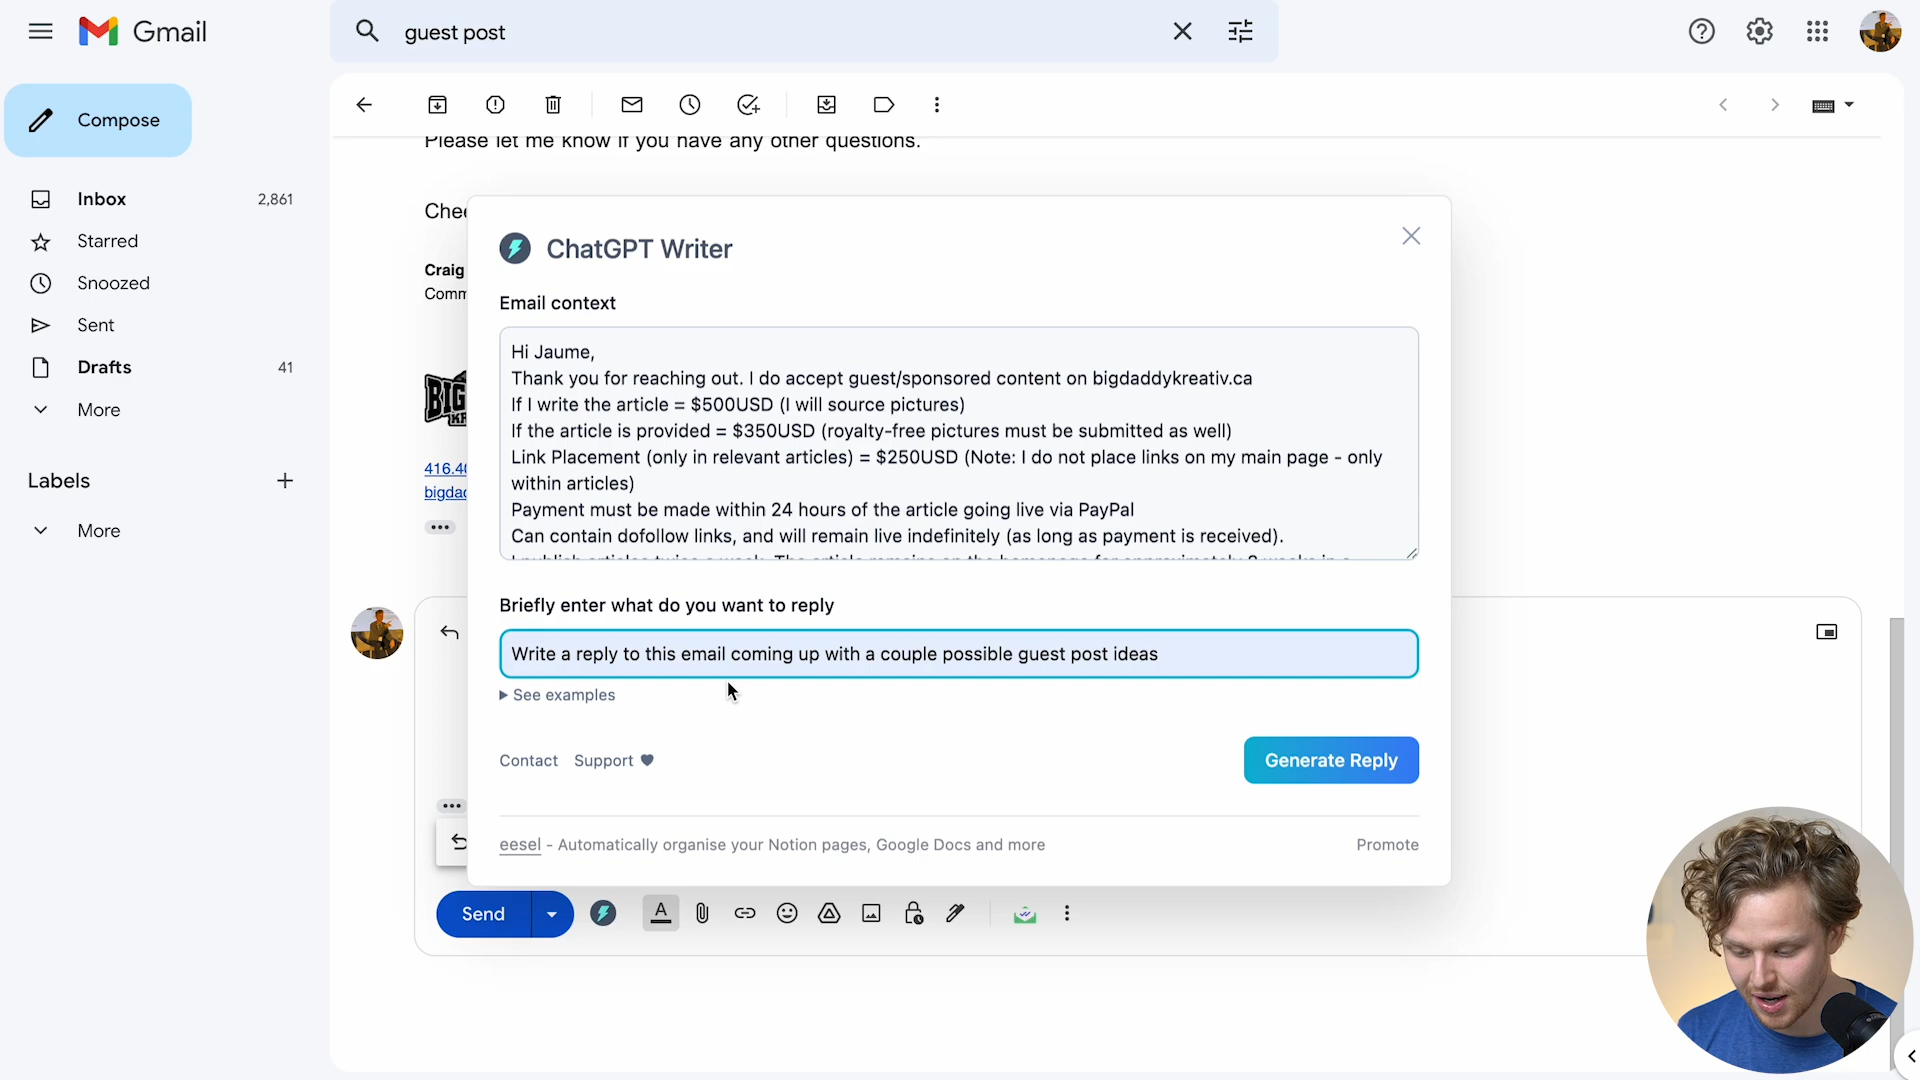 Gmail
guest post
Compose
Inbox 2,861
Starred
Snoozed
Sent
Drafts 41
More
Labels
More
Please let me know if you have any other questions.
Craig
416.40
ChatGPT Writer
Email context
Hi Jaume,
Thank you for reaching out. I do accept guest/sponsored content on bigdaddykreativ.ca
If I write the article = $500USD (I will source pictures)
If the article is provided = $350USD (royalty-free pictures must be submitted as well)
Link Placement (only in relevant articles) = $250USD (Note: I do not place links on my main page - only
within articles)
Payment must be made within 24 hours of the article going live via PayPal
Can contain dofollow links, and will remain live indefinitely (as long as payment is received).
Briefly enter what do you want to reply
Write a reply to this email coming up with a couple possible guest post ideas
See examples
Contact Support
Generate Reply
eesel - Automatically organise your Notion pages, Google Docs and more
Promote
Send